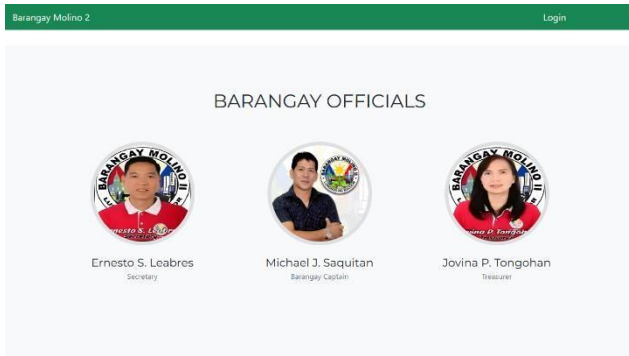 Barangay Molino 2
Login
BARANGAY OFFICIALS
BARANGAY MOLINO II
BARANGAY MOLINO II
Ernesto S. Leabres
Michael J. Saquitan
Jovina P. Tongohan
Secretary
Barangay Captain
Treasurer